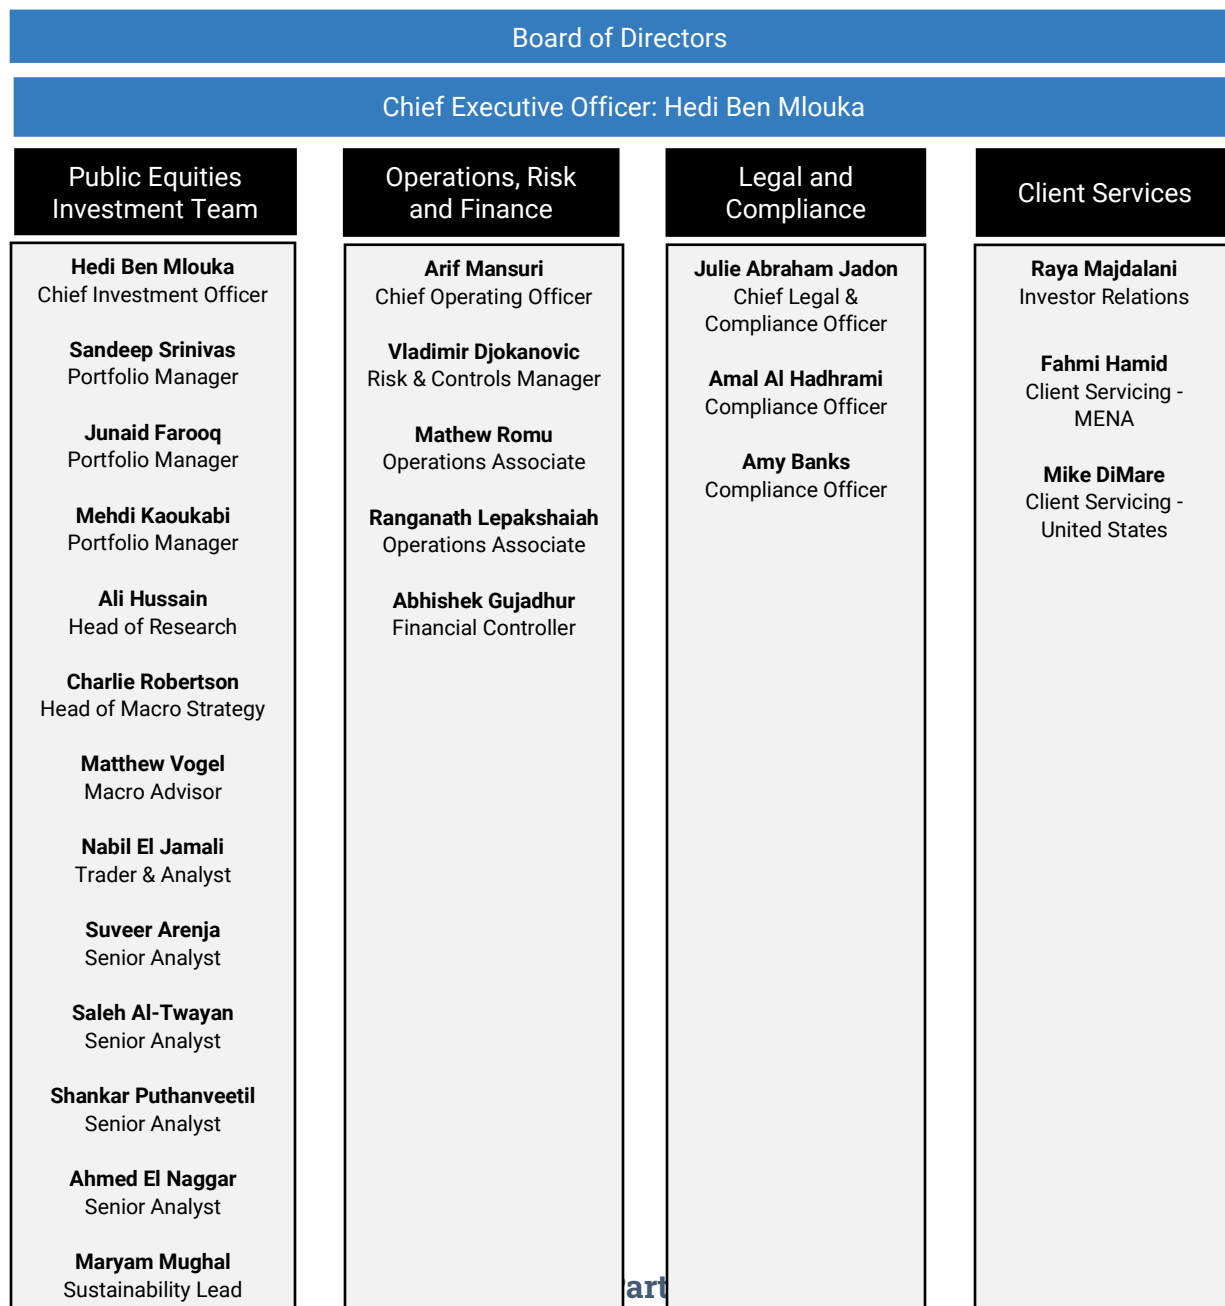 Board of Directors
Chief Executive Officer: Hedi Ben Mlouka
Public Equities
Investment Team
Hedi Ben Mlouka
Chief Investment Officer
Sandeep Srinivas
Portfolio Manager
Junaid Farooq
Portfolio Manager
Mehdi Kaoukabi
Portfolio Manager
Ali Hussain
Head of Research
Charlie Robertson
Head of Macro Strategy
Matthew Vogel
Macro Advisor
Nabil El Jamali
Trader & Analyst
Suveer Arenja
Senior Analyst
Saleh Al-Twayan
Senior Analyst
Shankar Puthanveetil
Senior Analyst
Ahmed El Naggar
Senior Analyst
Maryam Mughal
Sustainability Lead
Operations, Risk
and Finance
Arif Mansuri
Chief Operating Officer
Vladimir Djokanovic
Risk & Controls Manager
Mathew Romu
Operations Associate
Ranganath Lepakshaiah
Operations Associate
Abhishek Gujadhur
Financial Controller
Legal and
Compliance
Julie Abraham Jadon
Chief Legal &
Compliance Officer
Amal Al Hadhrami
Compliance Officer
Amy Banks
Compliance Officer
Client Services
Raya Majdalani
Investor Relations
Fahmi Hamid
Client Servicing -
MENA
Mike DiMare
Client Servicing -
United States